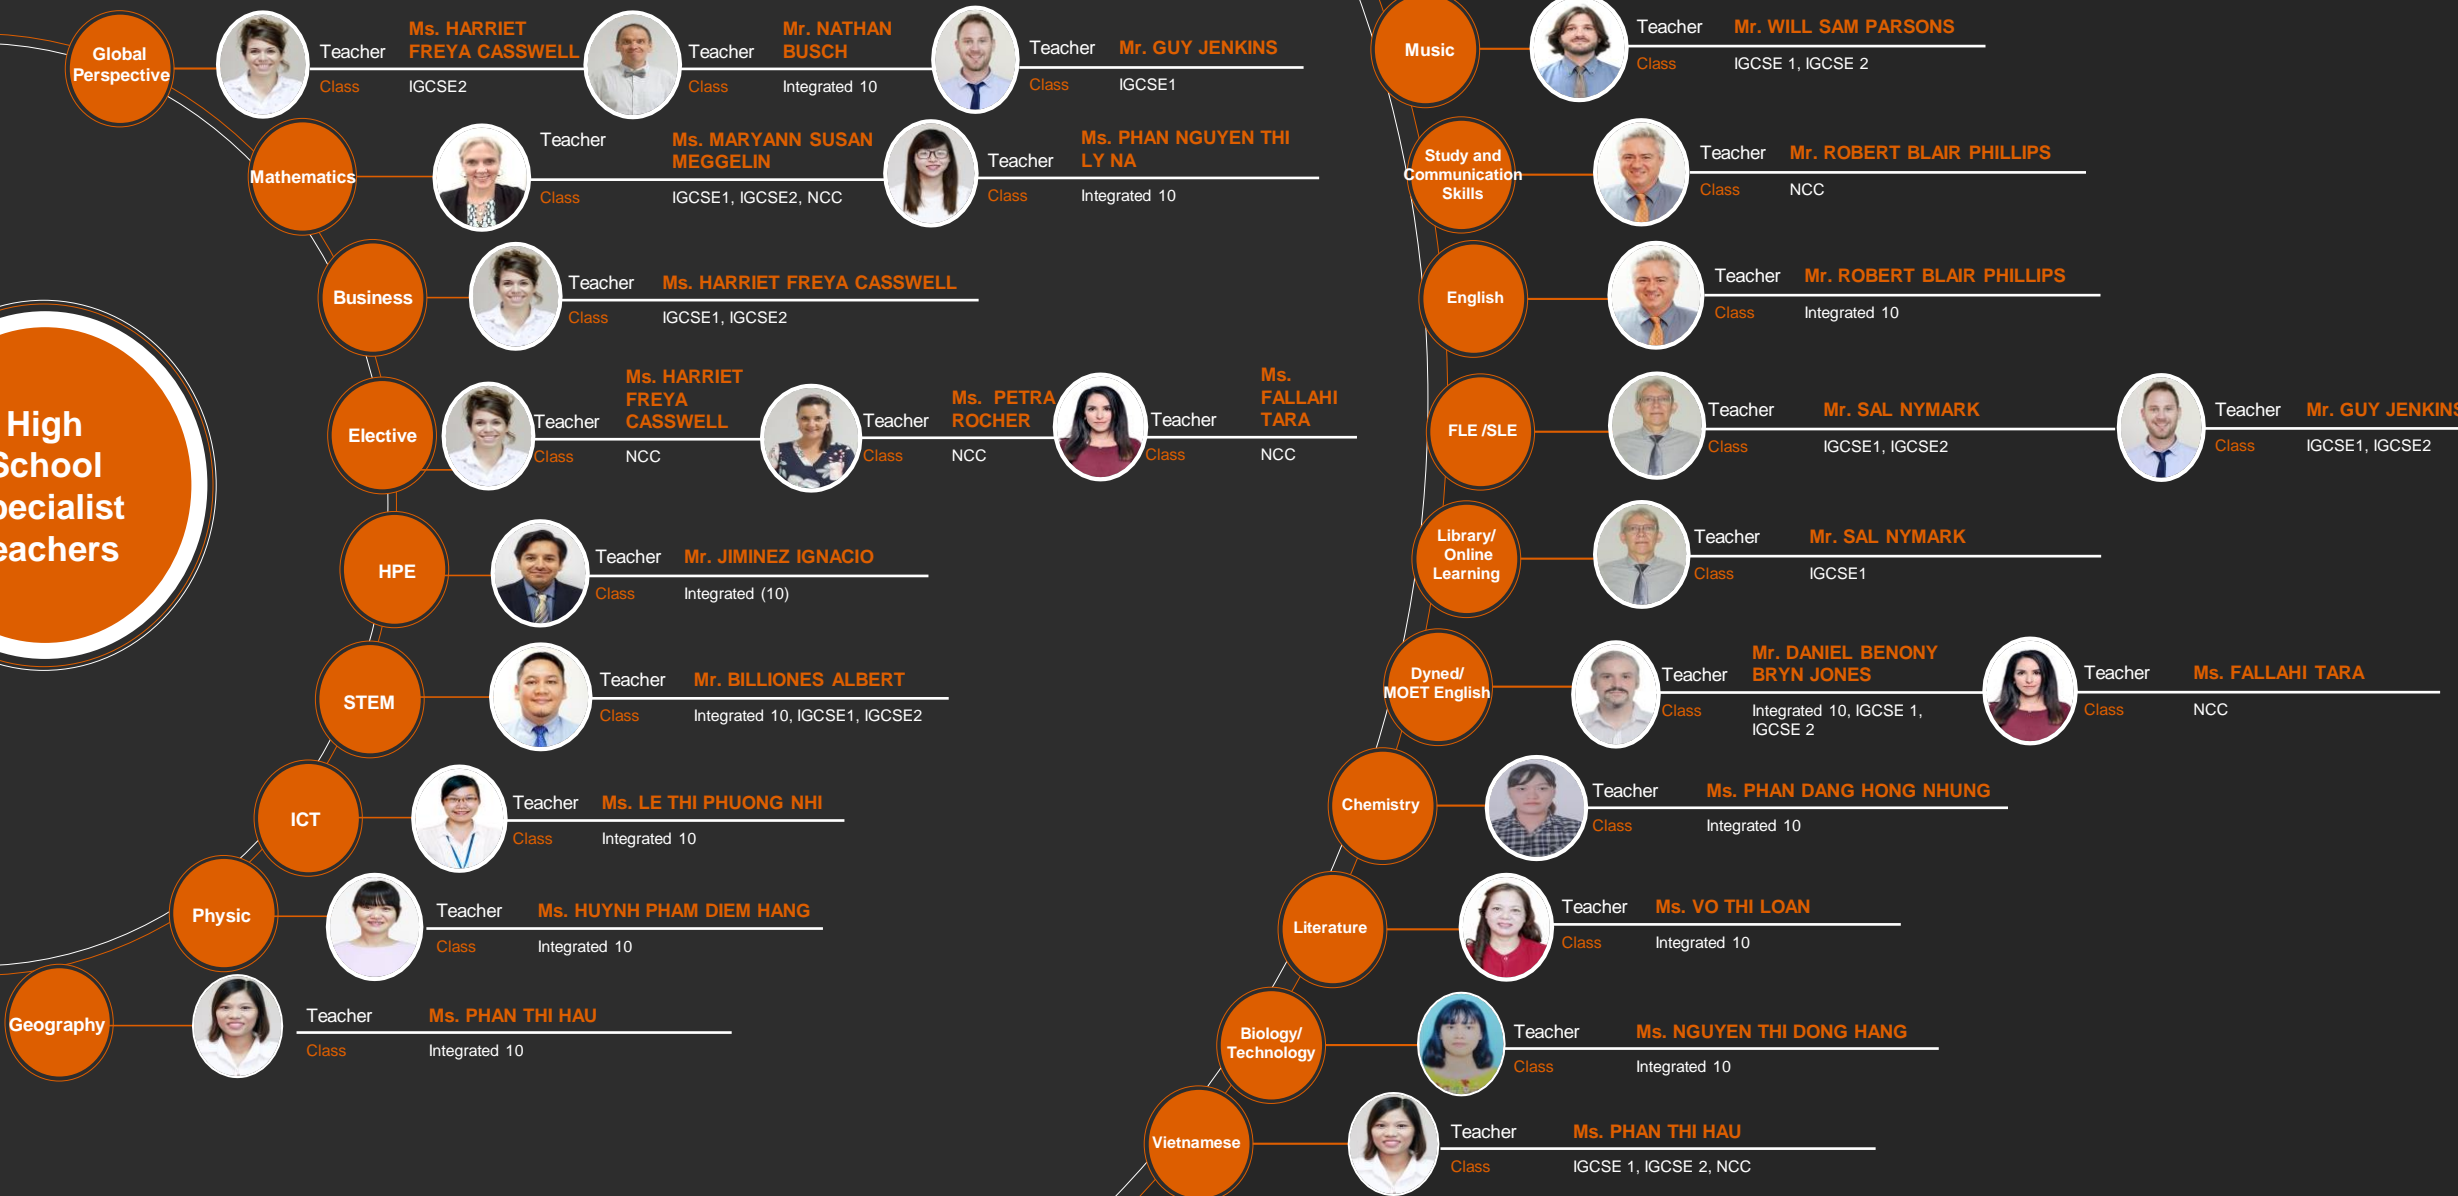 Global
Perspective
Teacher
Ms. HARRIET
FREYA CASSWELL
Class
IGCSE2
Teacher
Mr. NATHAN
BUSCH
Class
Integrated 10
Teacher
Mr. GUY JENKINS
Class
IGCSE1
Mathematics
Teacher
Ms. MARYANN SUSAN
MEGGELIN
Class
IGCSE1, IGCSE2, NCC
Teacher
Ms. PHAN NGUYEN THI
LY NA
Class
Integrated 10
Business
Teacher
Ms. HARRIET FREYA CASSWELL
Class
IGCSE1, IGCSE2
High
School
pecialist
eachers
Elective
Teacher
Ms. HARRIET
FREYA
CASSWELL
Class
NCC
Teacher
Ms. PETRA
ROCHER
Class
NCC
Teacher
Ms.
FALLAHI
TARA
Class
NCC
HPE
Teacher
Mr. JIMINEZ IGNACIO
Class
Integrated (10)
STEM
Teacher
Mr. BILLIONES ALBERT
Class
Integrated 10, IGCSE1, IGCSE2
ICT
Teacher
Ms. LE THI PHUONG NHI
Class
Integrated 10
Physic
Teacher
Ms. HUYNH PHAM DIEM HANG
Class
Integrated 10
Geography
Teacher
Ms. PHAN THI HAU
Class
Integrated 10
Music
Teacher
Mr. WILL SAM PARSONS
Class
IGCSE 1, IGCSE 2
Study and
Communication
Skills
Teacher
Mr. ROBERT BLAIR PHILLIPS
Class
NCC
English
Teacher
Mr. ROBERT BLAIR PHILLIPS
Class
Integrated 10
FLE /SLE
Teacher
Mr. SAL NYMARK
Class
IGCSE1, IGCSE2
Teacher
Mr. GUY JENKINS
Class
IGCSE1, IGCSE2
Library/
Online
Learning
Teacher
Mr. SAL NYMARK
Class
IGCSE1
Dyned/
MOET English
Teacher
Mr. DANIEL BENONY
BRYN JONES
Class
Integrated 10, IGCSE 1,
IGCSE 2
Teacher
Ms. FALLAHI TARA
Class
NCC
Chemistry
Teacher
Ms. PHAN DANG HONG NHUNG
Class
Integrated 10
Literature
Teacher
Ms. VO THI LOAN
Class
Integrated 10
Biology/
Technology
Teacher
Ms. NGUYEN THI DONG HANG
Class
Integrated 10
Vietnamese
Teacher
Ms. PHAN THI HAU
Class
IGCSE 1, IGCSE 2, NCC